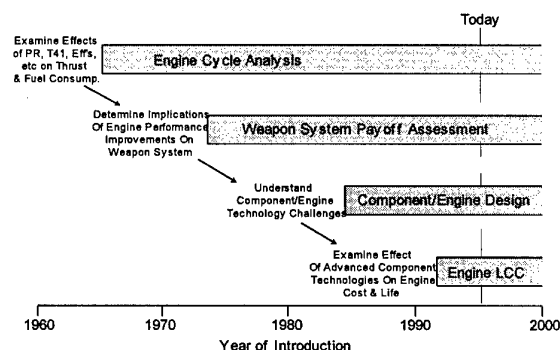 Today
Examine Effects
of PR, T41, Eff's,
etc on Thrust
& Fuel Consump.
Engine Cycle Analysis
Determine Implications
Of Engine Performance
Improvements On
Weapon System
Weapon System Payoff Assessment
Understand
Component/Engine
Technology Challenges
Component/Engine Design
Examine Effect
Of Advanced Component
Technologies On Engine
Cost & Life
Engine LCC
1960 1970 1980 1990 2000
Year of Introduction